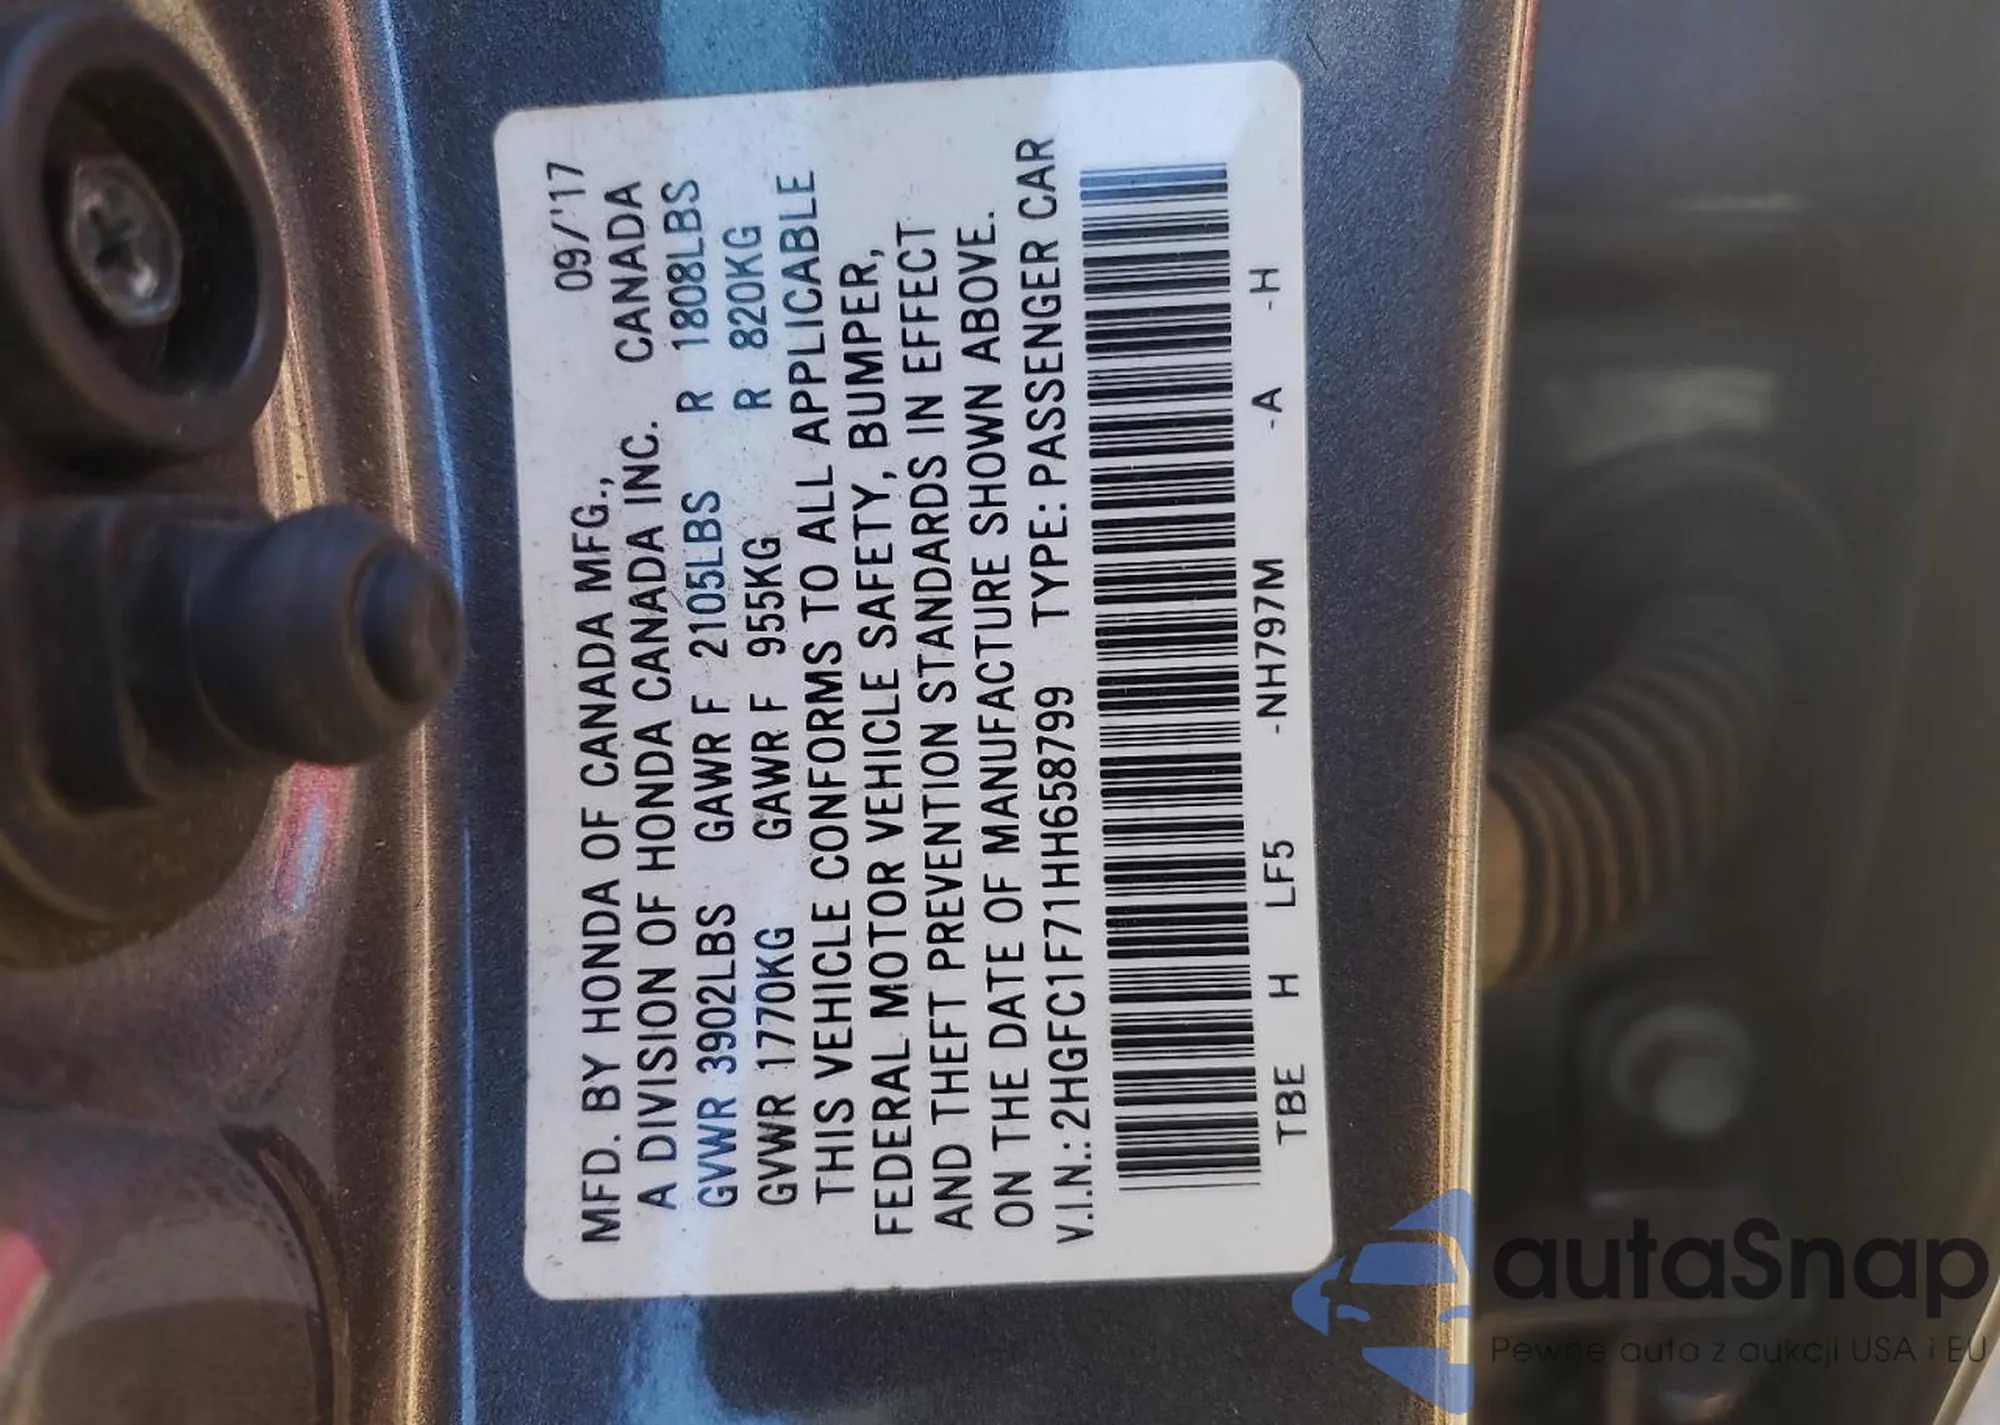 MFD. BY HONDA OF CANADA MFG., 09/'17
A DIVISION OF HONDA CANADA INC. CANADA
GVWR 3902LBS GAWR F 2105LBS R 1808LBS
GVWR 1770KG GAWR F 955KG R 820KG
THIS VEHICLE CONFORMS TO ALL APPLICABLE
FEDERAL MOTOR VEHICLE SAFETY, BUMPER,
AND THEFT PREVENTION STANDARDS IN EFFECT
ON THE DATE OF MANUFACTURE SHOWN ABOVE.
V.I.N.: 2HGFC1F71HH658799 TYPE: PASSENGER CAR
TBE H LF5 -NH797M -A -H
autaSnap
Pewne auta z aukcji USA i EU